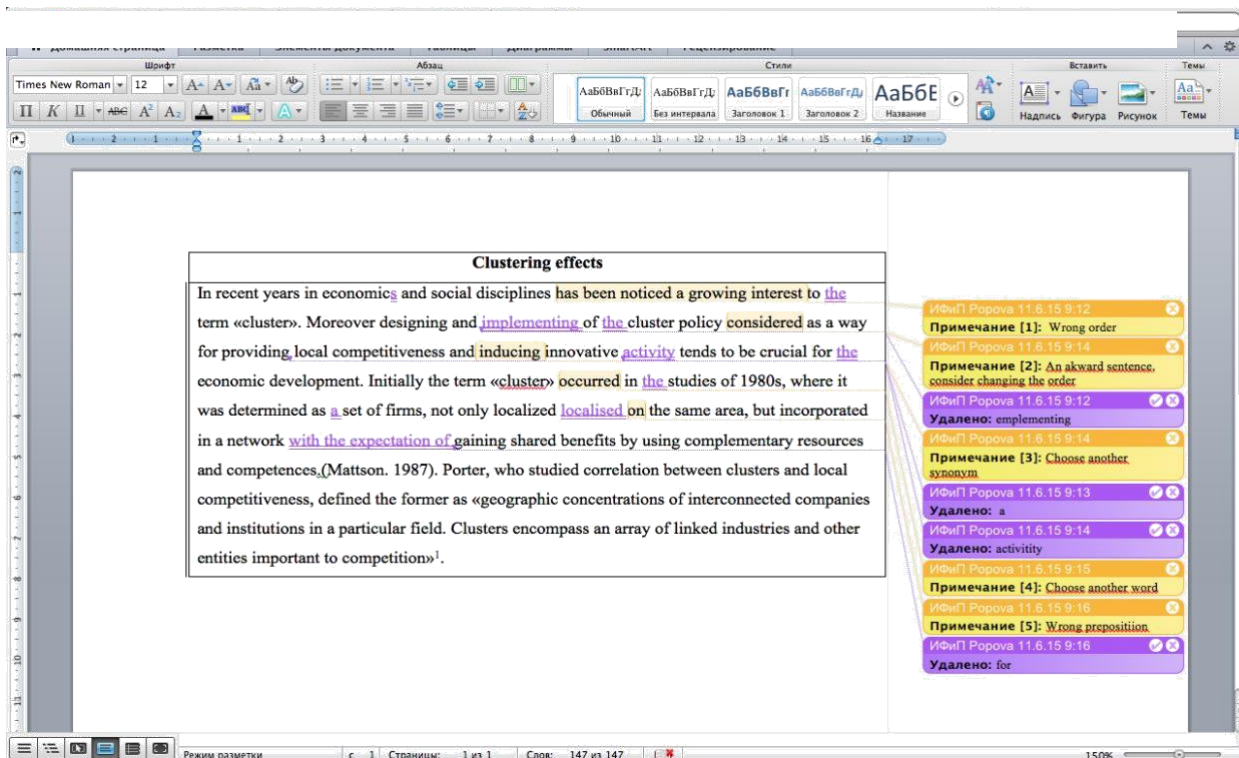 Шрифт Абзац Стили Вставить Темы
Times New Roman 12
АаБбВвГгДг АаБбВвГгДг АаБбВвГг АаБбВвГгДд АаБбЕ
Обычный Без интервала Заголовок 1 Заголовок 2 Название
Надпись Фигура Рисунок Темы
Clustering effects
In recent years in economics and social disciplines has been noticed a growing interest to the
term «cluster». Moreover designing and implementing of the cluster policy considered as a way
for providing local competitiveness and inducing innovative activity tends to be crucial for the
economic development. Initially the term «cluster» occurred in the studies of 1980s, where it
was determined as a set of firms, not only localized localised on the same area, but incorporated
in a network with the expectation of gaining shared benefits by using complementary resources
and competences.(Mattson. 1987). Porter, who studied correlation between clusters and local
competitiveness, defined the former as «geographic concentrations of interconnected companies
and institutions in a particular field. Clusters encompass an array of linked industries and other
entities important to competition»1.
ИФиП Popova 11.6.15 9:12
Примечание [1]: Wrong order
ИФиП Popova 11.6.15 9:14
Примечание [2]: An akward sentence,
consider changing the order
ИФиП Popova 11.6.15 9:12
Удалено: emplementing
ИФиП Popova 11.6.15 9:14
Примечание [3]: Choose another
synonym
ИФиП Popova 11.6.15 9:13
Удалено: a
ИФиП Popova 11.6.15 9:14
Удалено: activitity
ИФиП Popova 11.6.15 9:15
Примечание [4]: Choose another word
ИФиП Popova 11.6.15 9:16
Примечание [5]: Wrong prepositiion
ИФиП Popova 11.6.15 9:16
Удалено: for
Режим разметки с 1 Страницы: 1 из 1 Слов: 147 из 147 150%